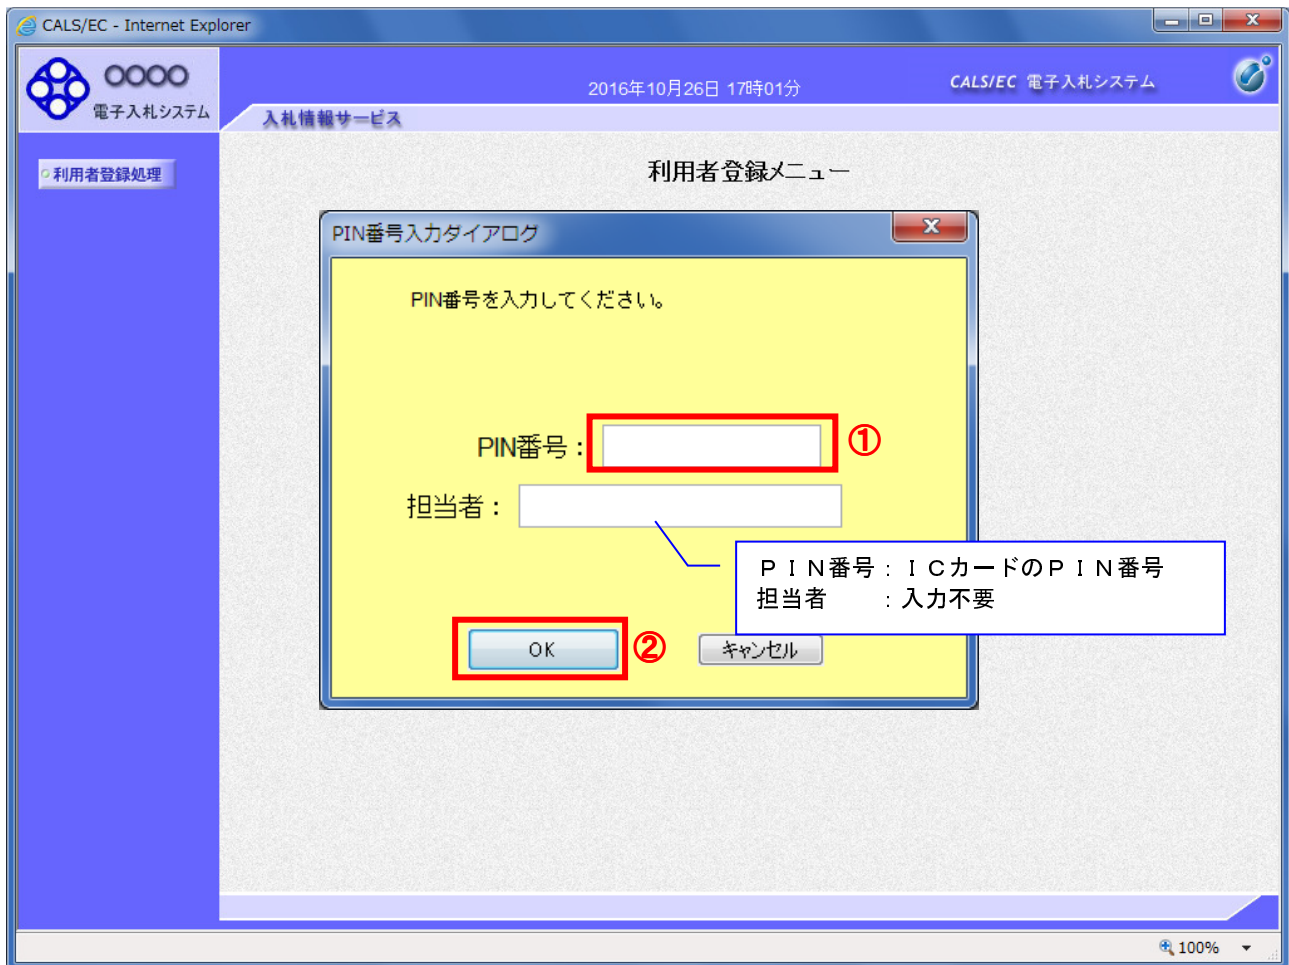 CALS/EC - Internet Explorer
○○○○
電子入札システム
2016年10月26日 17時01分
CALS/EC 電子入札システム
入札情報サービス
利用者登録処理
利用者登録メニュー
PIN番号入力ダイアログ
PIN番号を入力してください。
PIN番号：
①
担当者：
ＰＩＮ番号：ＩＣカードのＰＩＮ番号
担当者　　：入力不要
OK
②
キャンセル
100%